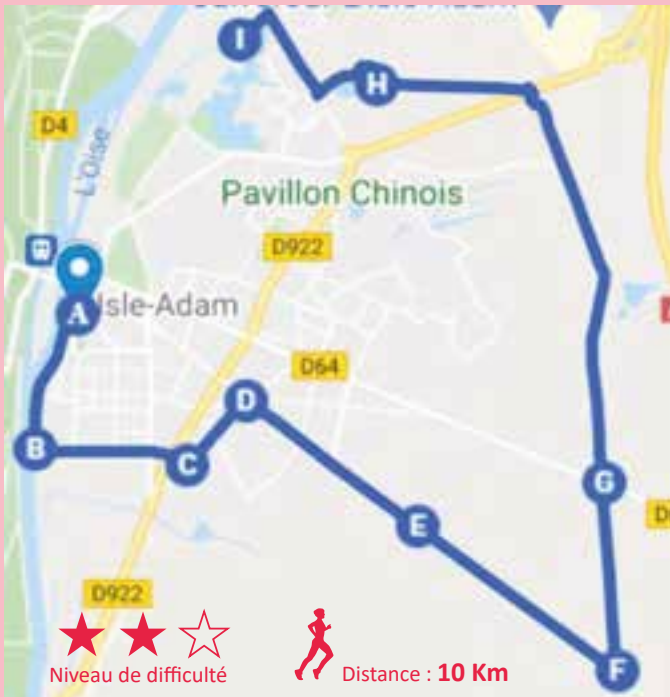 I
H
D4
L'Oise
Pavillon Chinois
D922
A
Isle-Adam
D64
D
B
C
G
E
D922
F
Niveau de difficulté
Distance : 10 Km